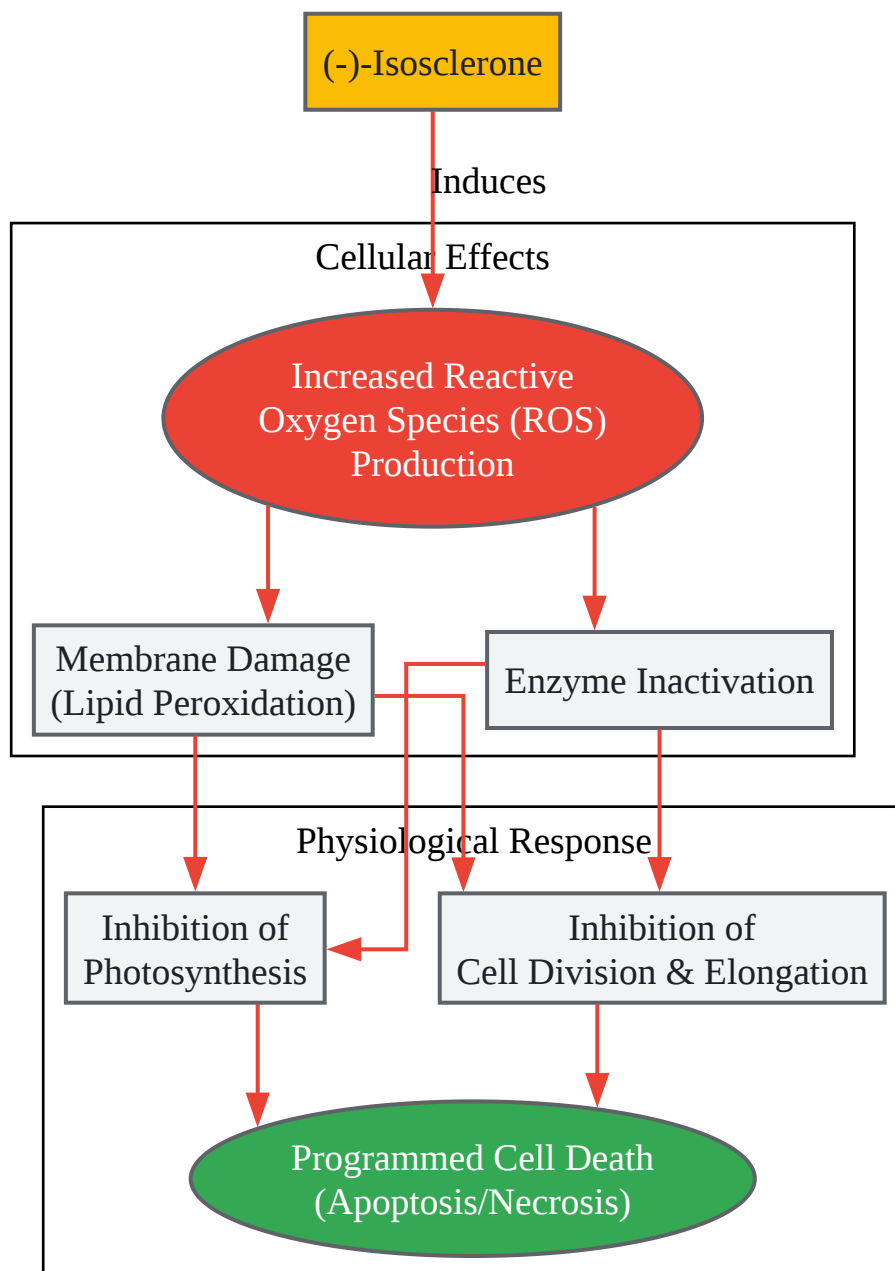 (-)-Isosclerone
Induces
Cellular Effects
Increased Reactive
Oxygen Species (ROS)
Production
Membrane Damage
(Lipid Peroxidation)
Enzyme Inactivation
Physiological Response
Inhibition of
Photosynthesis
Inhibition of
Cell Division & Elongation
Programmed Cell Death
(Apoptosis/Necrosis)